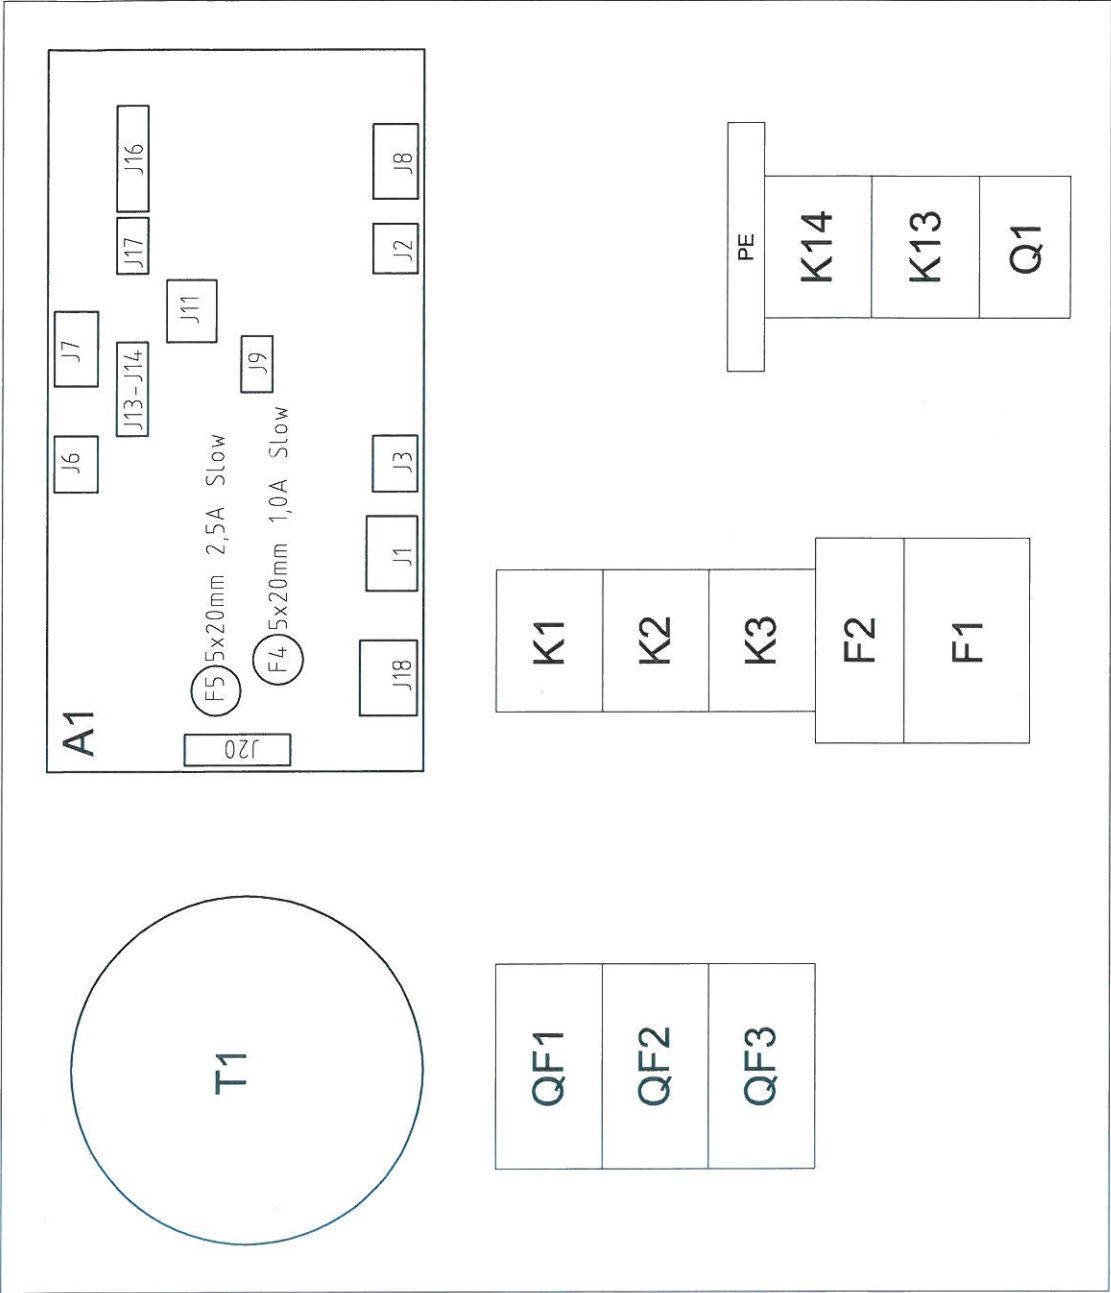 A1
J6
J7
J13-J14
J17
J16
J11
J9
F5 5x20mm 2,5A Slow
F4 5x20mm 1,0A Slow
J20
J18
J1
J3
J2
J8
T1
QF1
QF2
QF3
K1
K2
K3
F2
F1
PE
K14
K13
Q1